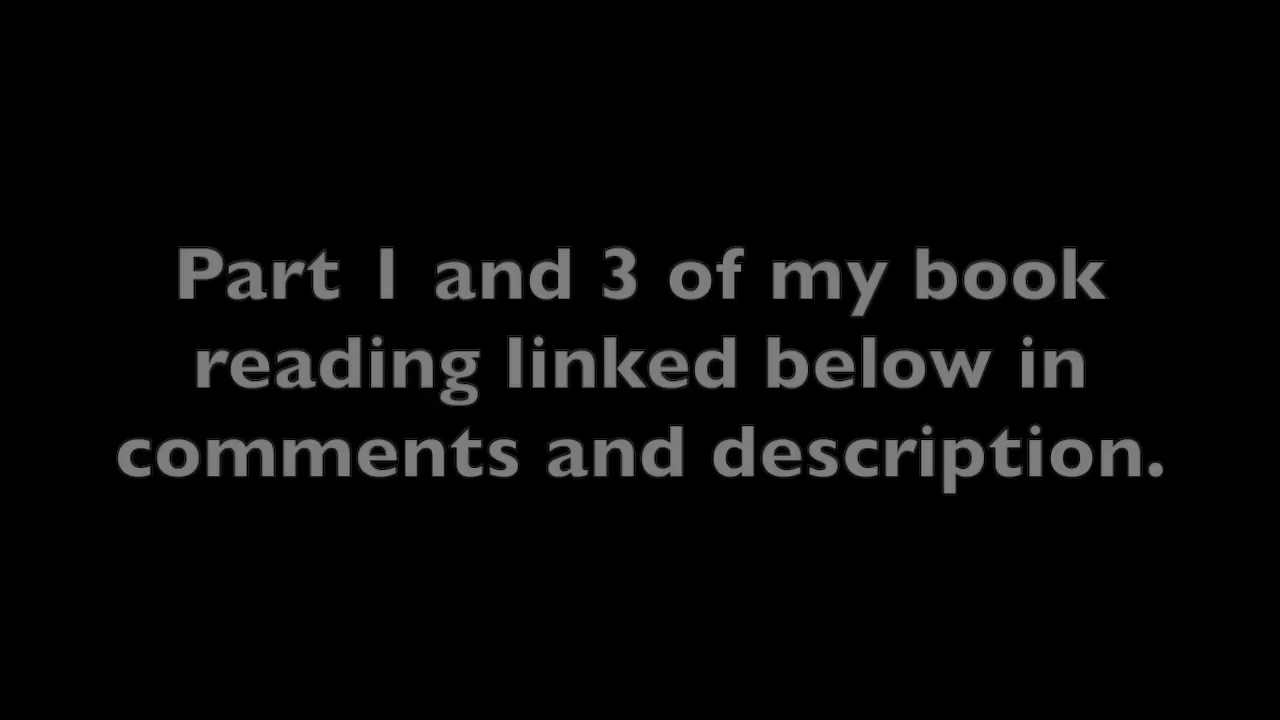 Part 1 and 3 of my book
reading linked below in
comments and description.